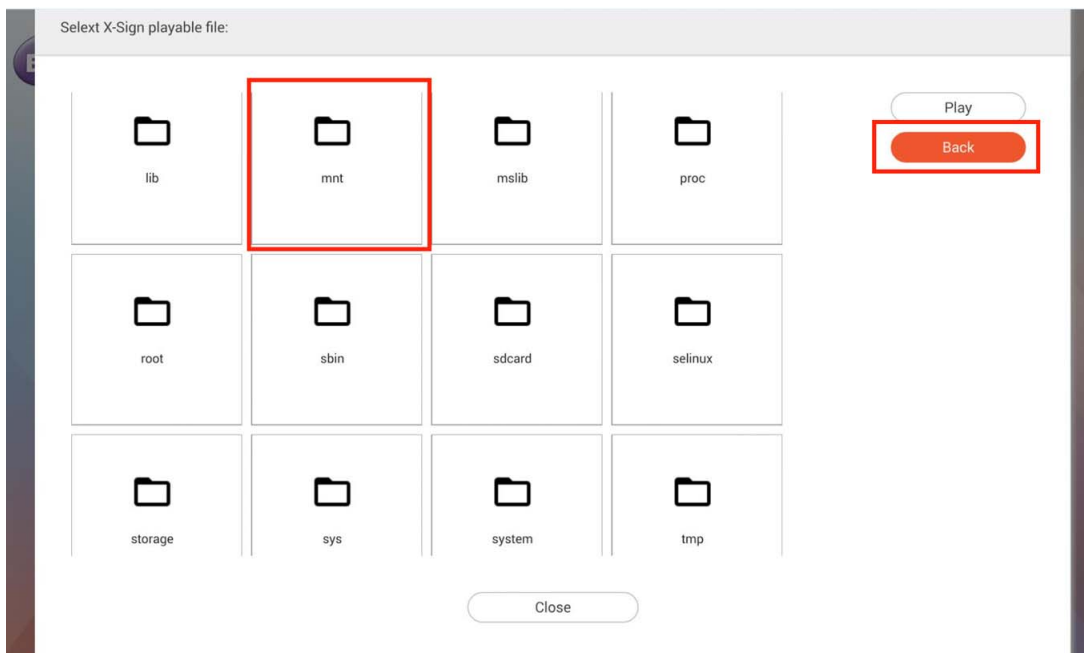 Selext X-Sign playable file:
Play
Back
lib
mnt
mslib
proc
root
sbin
sdcard
selinux
storage
sys
system
tmp
Close